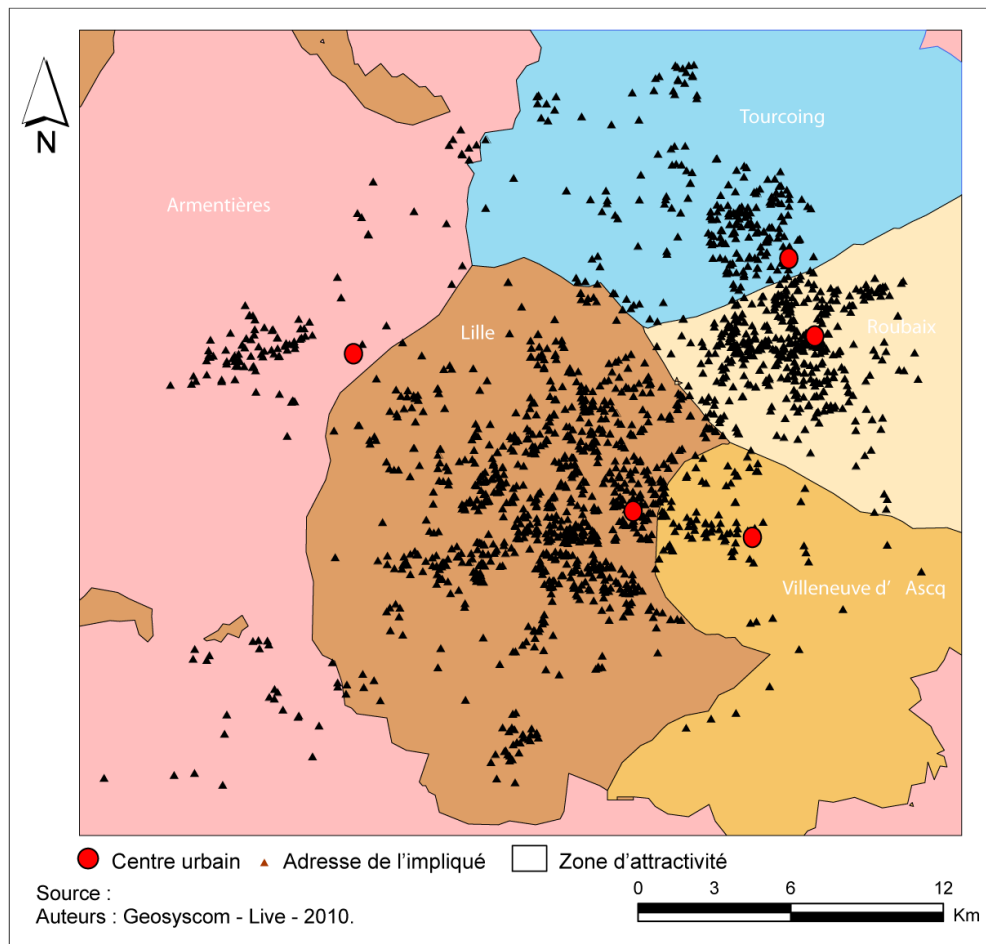 Tourcoing
Armentières
N
Lille
Roubaix
Villeneuve d' Ascq
Centre urbain
Adresse de l'impliqué
Zone d'attractivité
Source :
Auteurs : Geosyscom - Live - 2010.
0 3 6 12
Km